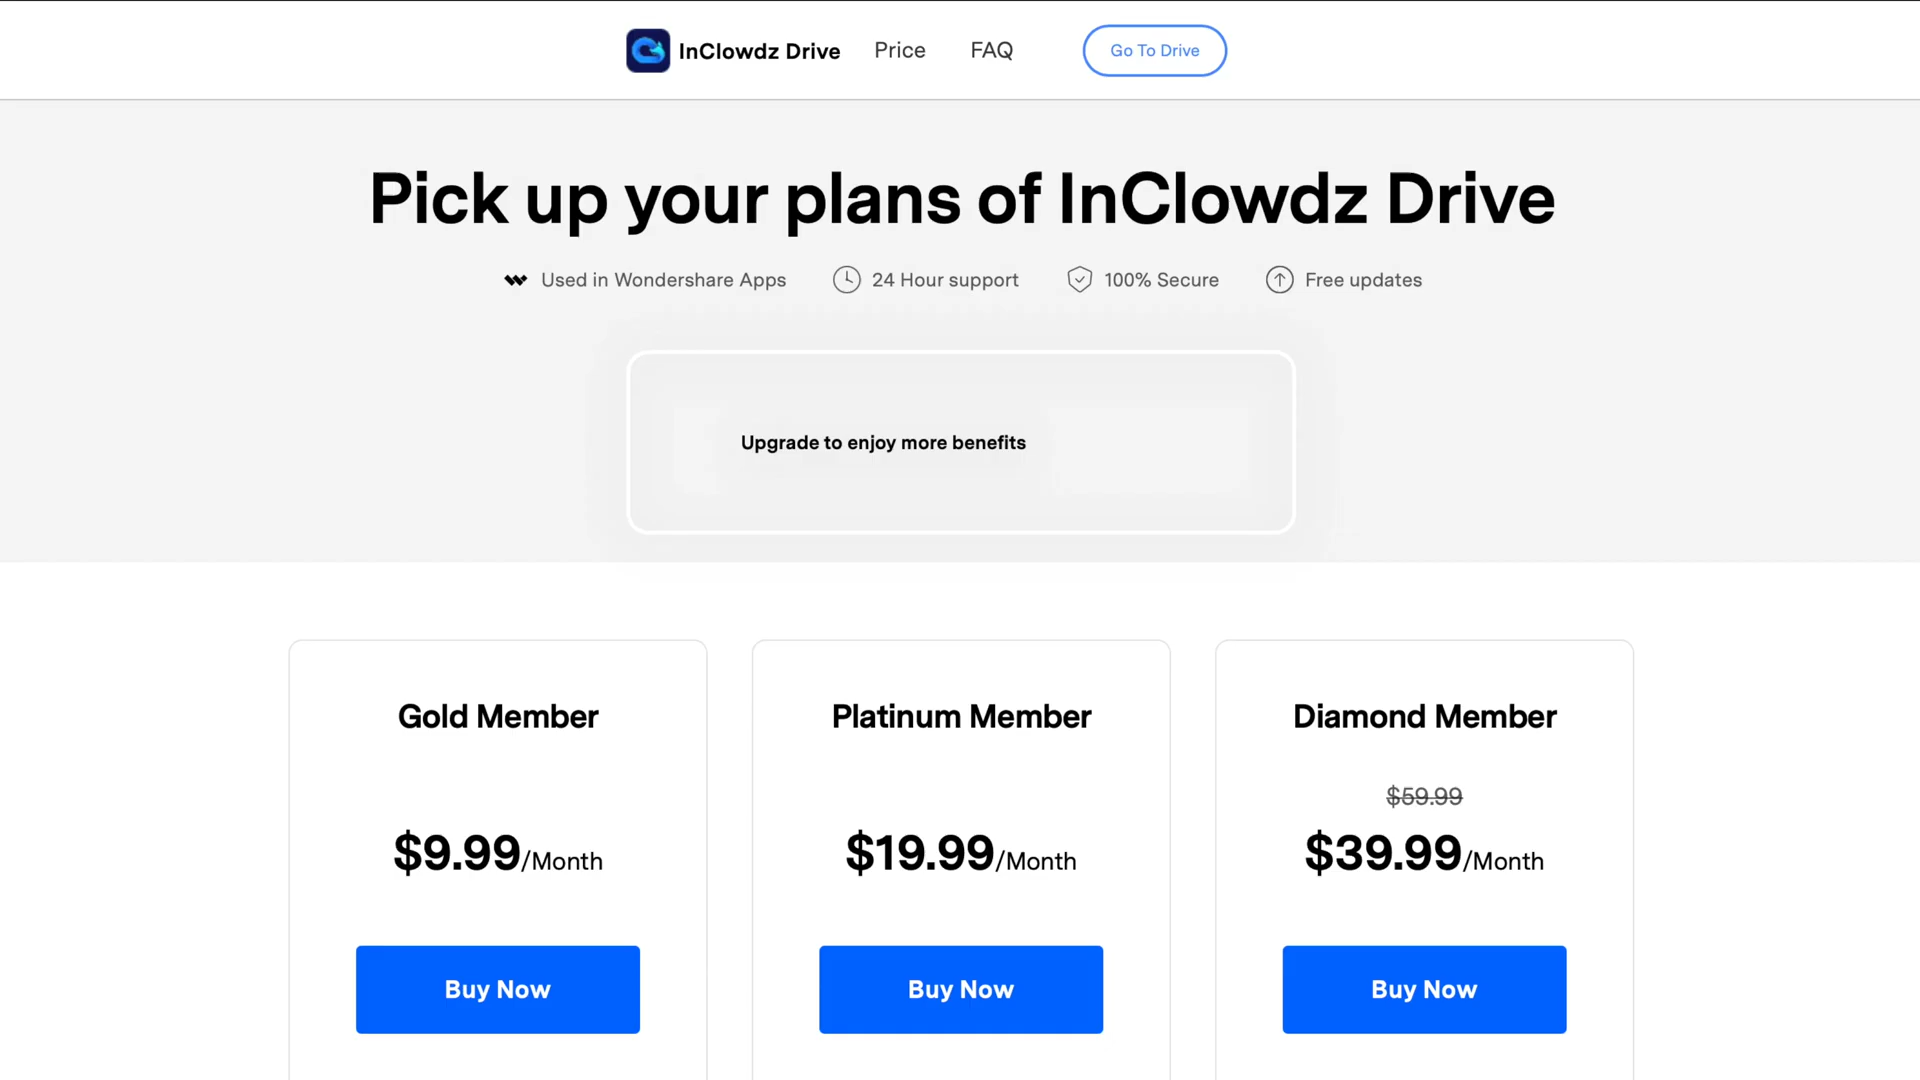 InClowdz Drive Price FAQ Go To Drive
Pick up your plans of InClowdz Drive
Used in Wondershare Apps 24 Hour support 100% Secure Free updates
Upgrade to enjoy more benefits
Gold Member
$9.99/Month
Buy Now
Platinum Member
$19.99/Month
Buy Now
Diamond Member
$59.99
$39.99/Month
Buy Now